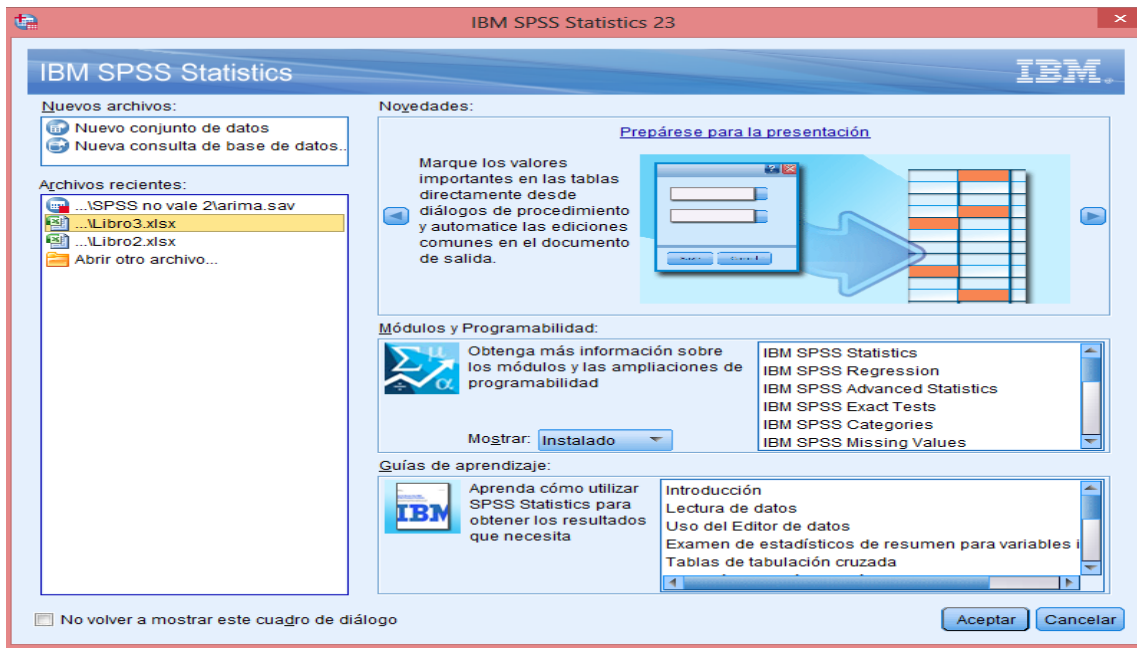 IBM SPSS Statistics 23
IBM SPSS Statistics
IBM
Nuevos archivos:
Nuevo conjunto de datos
Nueva consulta de base de datos..
Archivos recientes:
...\SPSS no vale 2\arima.sav
...\Libro3.xlsx
...\Libro2.xlsx
Abrir otro archivo...
Novedades:
Prepárese para la presentación
Marque los valores
importantes en las tablas
directamente desde
diálogos de procedimiento
y automatice las ediciones
comunes en el documento
de salida.
Módulos y Programabilidad:
Obtenga más información sobre
los módulos y las ampliaciones de
programabilidad
Mostrar: Instalado
IBM SPSS Statistics
IBM SPSS Regression
IBM SPSS Advanced Statistics
IBM SPSS Exact Tests
IBM SPSS Categories
IBM SPSS Missing Values
Guías de aprendizaje:
IBM
Aprenda cómo utilizar
SPSS Statistics para
obtener los resultados
que necesita
Introducción
Lectura de datos
Uso del Editor de datos
Examen de estadísticos de resumen para variables i
Tablas de tabulación cruzada
No volver a mostrar este cuadro de diálogo
Aceptar
Cancelar